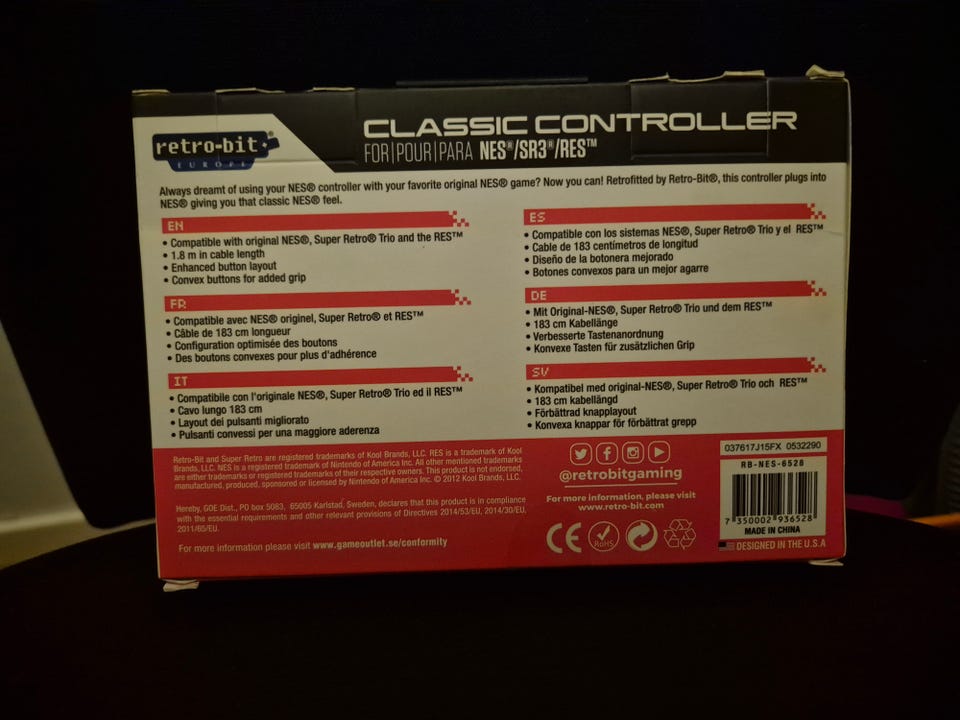 retro-bit®
EUROPE
CLASSIC CONTROLLER
FOR|POUR|PARA NES®/SR3®/RES™
Always dreamt of using your NES® controller with your favorite original NES® game? Now you can! Retrofitted by Retro-Bit®, this controller plugs into
NES® giving you that classic NES® feel.
EN
• Compatible with original NES®, Super Retro® Trio and the RES™
• 1.8 m in cable length
• Enhanced button layout
• Convex buttons for added grip
FR
• Compatible avec NES® originel, Super Retro® et RES™
• Câble de 183 cm longueur
• Configuration optimisée des boutons
• Des boutons convexes pour plus d'adhérence
IT
• Compatibile con l'originale NES®, Super Retro® Trio ed il RES™
• Cavo lungo 183 cm
• Layout dei pulsanti migliorato
• Pulsanti convessi per una maggiore aderenza
ES
• Compatible con los sistemas NES®, Super Retro® Trio y el RES™
• Cable de 183 centímetros de longitud
• Diseño de la botonera mejorado
• Botones convexos para un mejor agarre
DE
• Mit Original-NES®, Super Retro® Trio und dem RES™
• 183 cm Kabellänge
• Verbesserte Tastenanordnung
• Konvexe Tasten für zusätzlichen Grip
SV
• Kompatibel med original-NES®, Super Retro® Trio och RES™
• 183 cm kabellängd
• Förbättrad knapplayout
• Konvexa knappar för förbättrat grepp
Retro-Bit and Super Retro are registered trademarks of Kool Brands, LLC. RES is a trademark of Kool
Brands, LLC. NES is a registered trademark of Nintendo of America Inc. All other mentioned trademarks
are either trademarks or registered trademarks of their respective owners. This product is not endorsed,
manufactured, produced, sponsored or licensed by Nintendo of America Inc. © 2012 Kool Brands, LLC.
Hereby, GOE Dist., PO box 5083, 65005 Karlstad, Sweden, declares that this product is in compliance
with the essential requirements and other relevant provisions of Directives 2014/53/EU, 2014/30/EU,
2011/65/EU.
For more information please visit www.gameoutlet.se/conformity
@retrobitgaming
For more information, please visit
www.retro-bit.com
CE
RoHS
037617J15FX 0532290
RB-NES-6528
7 350002 936528
MADE IN CHINA
DESIGNED IN THE U.S.A